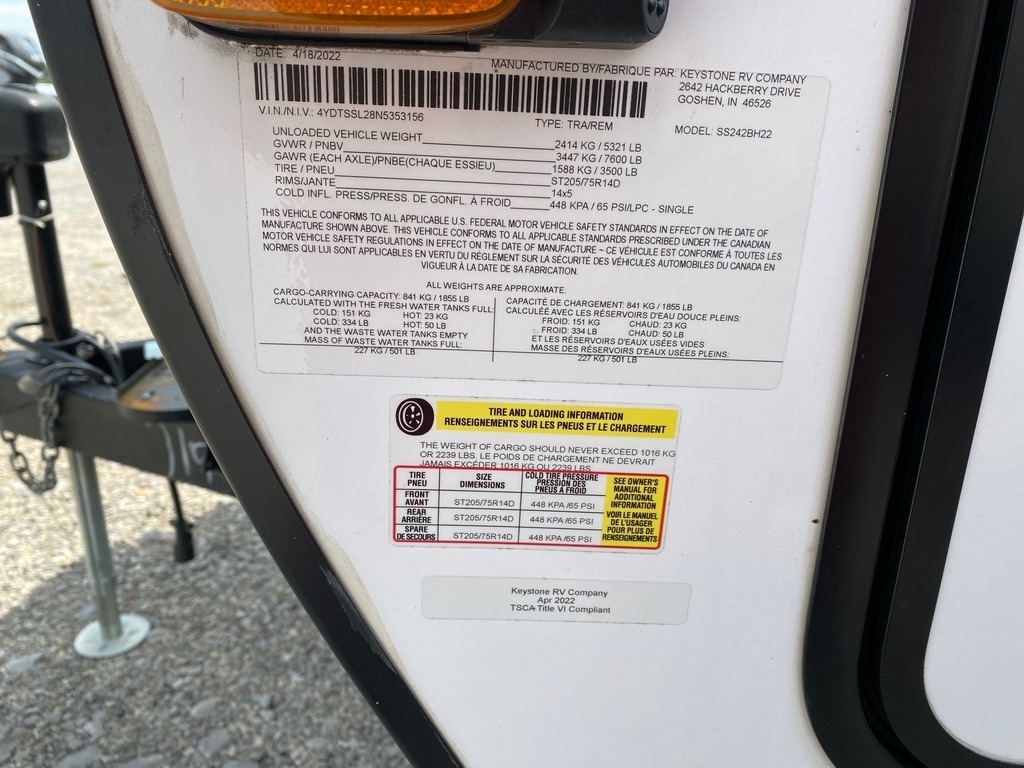 DATE: 4/18/2022
MANUFACTURED BY/FABRIQUE PAR: KEYSTONE RV COMPANY
2642 HACKBERRY DRIVE
GOSHEN, IN 46526
V.I.N./N.I.V.: 4YDTSSL28N5353156
TYPE: TRA/REM
MODEL: SS242BH22
UNLOADED VEHICLE WEIGHT 2414 KG / 5321 LB
GVWR / PNBV 3447 KG / 7600 LB
GAWR (EACH AXLE)/PNBE(CHAQUE ESSIEU) 1588 KG / 3500 LB
TIRE / PNEU ST205/75R14D
RIMS/JANTE 14x5
COLD INFL. PRESS/PRESS. DE GONFL. À FROID 448 KPA / 65 PSI/LPC - SINGLE
THIS VEHICLE CONFORMS TO ALL APPLICABLE U.S. FEDERAL MOTOR VEHICLE SAFETY STANDARDS IN EFFECT ON THE DATE OF
MANUFACTURE SHOWN ABOVE. THIS VEHICLE CONFORMS TO ALL APPLICABLE STANDARDS PRESCRIBED UNDER THE CANADIAN
MOTOR VEHICLE SAFETY REGULATIONS IN EFFECT ON THE DATE OF MANUFACTURE ~ CE VÉHICULE EST CONFORME À TOUTES LES
NORMES QUI LUI SONT APPLICABLES EN VERTU DU RÉGLEMENT SUR LA SÉCURITÉ DES VÉHICULES AUTOMOBILES DU CANADA EN
VIGUEUR À LA DATE DE SA FABRICATION.
ALL WEIGHTS ARE APPROXIMATE.
CARGO-CARRYING CAPACITY: 841 KG / 1855 LB
CALCULATED WITH THE FRESH WATER TANKS FULL:
COLD: 151 KG HOT: 23 KG
COLD: 334 LB HOT: 50 LB
AND THE WASTE WATER TANKS EMPTY
MASS OF WASTE WATER TANKS FULL:
227 KG / 501 LB
CAPACITÉ DE CHARGEMENT: 841 KG / 1855 LB
CALCULÉE AVEC LES RÉSERVOIRS D'EAU DOUCE PLEINS:
FROID: 151 KG CHAUD: 23 KG
FROID: 334 LB CHAUD: 50 LB
ET LES RÉSERVOIRS D'EAUX USÉES VIDES
MASSE DES RÉSERVOIRS D'EAUX USÉES PLEINS:
227 KG / 501 LB
TIRE AND LOADING INFORMATION
RENSEIGNEMENTS SUR LES PNEUS ET LE CHARGEMENT
THE WEIGHT OF CARGO SHOULD NEVER EXCEED 1016 KG
OR 2239 LBS. LE POIDS DE CHARGEMENT NE DEVRAIT
JAMAIS EXCÉDER 1016 KG OU 2239 LBS
TIRE
PNEU
SIZE
DIMENSIONS
COLD TIRE PRESSURE
PRESSION DES
PNEUS A FROID
FRONT
AVANT
ST205/75R14D
448 KPA /65 PSI
REAR
ARRIÈRE
ST205/75R14D
448 KPA /65 PSI
SPARE
DE SECOURS
ST205/75R14D
448 KPA /65 PSI
SEE OWNER'S
MANUAL FOR
ADDITIONAL
INFORMATION
VOIR LE MANUEL
DE L'USAGER
POUR PLUS DE
RENSEIGNEMENTS
Keystone RV Company
Apr 2022
TSCA Title VI Compliant